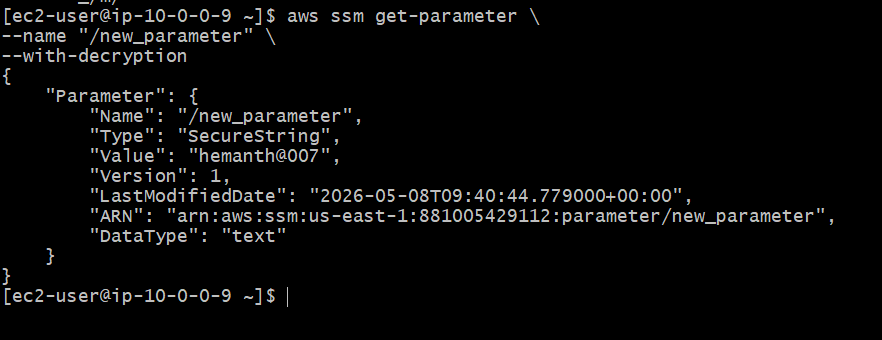 [ec2-user@ip-10-0-0-9 ~]$ aws ssm get-parameter \
--name "/new_parameter" \
--with-decryption
{
    "Parameter": {
        "Name": "/new_parameter",
        "Type": "SecureString",
        "Value": "hemanth@007",
        "Version": 1,
        "LastModifiedDate": "2026-05-08T09:40:44.779000+00:00",
        "ARN": "arn:aws:ssm:us-east-1:881005429112:parameter/new_parameter",
        "DataType": "text"
    }
}
[ec2-user@ip-10-0-0-9 ~]$